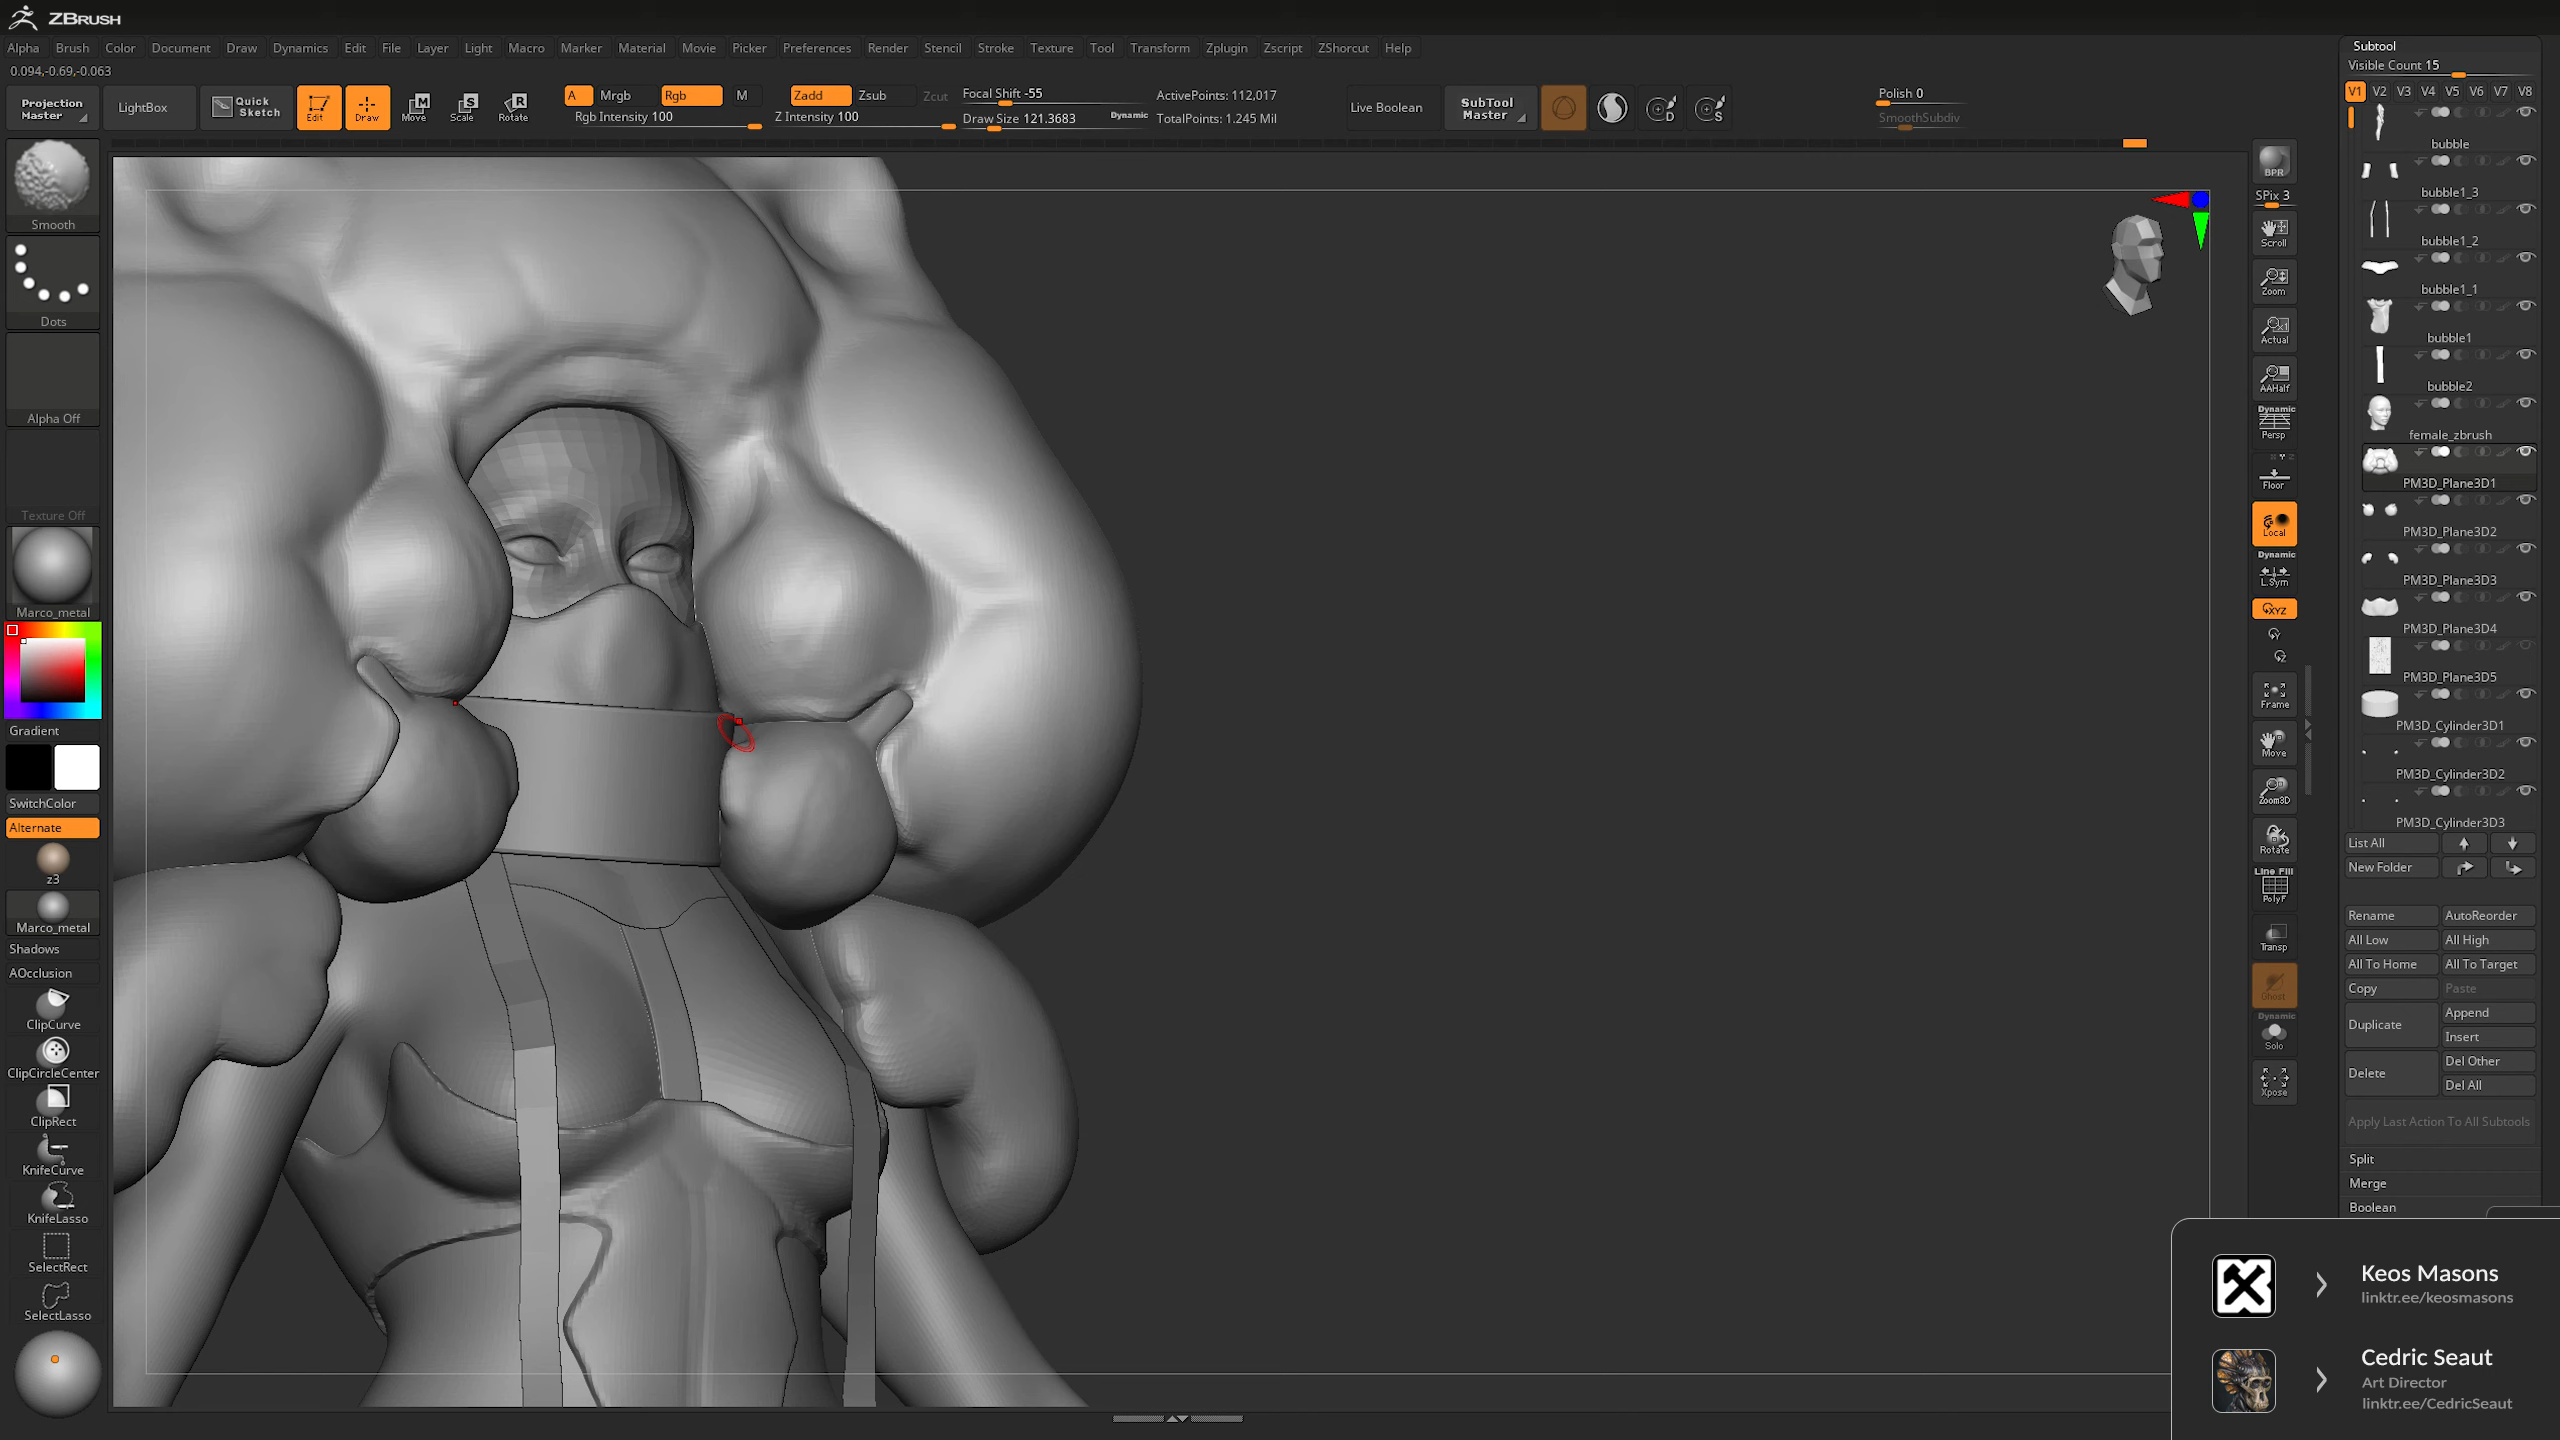 ZBRUSH
Alpha Brush Color Document Draw Dynamics Edit File Layer Light Macro Marker Material Movie Picker Preferences Render Stencil Stroke Texture Tool Transform Zplugin Zscript ZShorcut Help
0.094,-0.69,-0.063
Projection Master
LightBox
Quick Sketch
Edit
Draw
Move
Scale
Rotate
A Mrgb Rgb M
Rgb Intensity 100
Zadd Zsub Zcut
Z Intensity 100
Focal Shift -55
Draw Size 121.3683
Dynamic
ActivePoints: 112,017
TotalPoints: 1.245 Mil
Live Boolean
SubTool Master
Polish 0
SmoothSubdiv
Smooth
Dots
Alpha Off
Texture Off
Marco_metal
Gradient
SwitchColor
Alternate
z3
Marco_metal
Shadows
AOcclusion
ClipCurve
ClipCircleCenter
ClipRect
KnifeCurve
KnifeLasso
SelectRect
SelectLasso
BPR
SPix 3
Scroll
Zoom
Actual
AAHalf
Dynamic
Persp
Floor
Local
Dynamic
L.Sym
XYZ
Y
Z
Frame
Move
Zoom3D
Rotate
Line Fill
PolyF
Transp
Ghost
Dynamic
Solo
Xpose
Subtool
Visible Count 15
V1 V2 V3 V4 V5 V6 V7 V8
bubble
bubble1_3
bubble1_2
bubble1_1
bubble1
bubble2
female_zbrush
PM3D_Plane3D1
PM3D_Plane3D2
PM3D_Plane3D3
PM3D_Plane3D4
PM3D_Plane3D5
PM3D_Cylinder3D1
PM3D_Cylinder3D2
PM3D_Cylinder3D3
List All
New Folder
Rename AutoReorder
All Low All High
All To Home All To Target
Copy Paste
Duplicate Append
Insert
Delete Del Other
Del All
Apply Last Action To All Subtools
Split
Merge
Boolean
Keos Masons
linktr.ee/keosmasons
Cedric Seaut
Art Director
linktr.ee/CedricSeaut